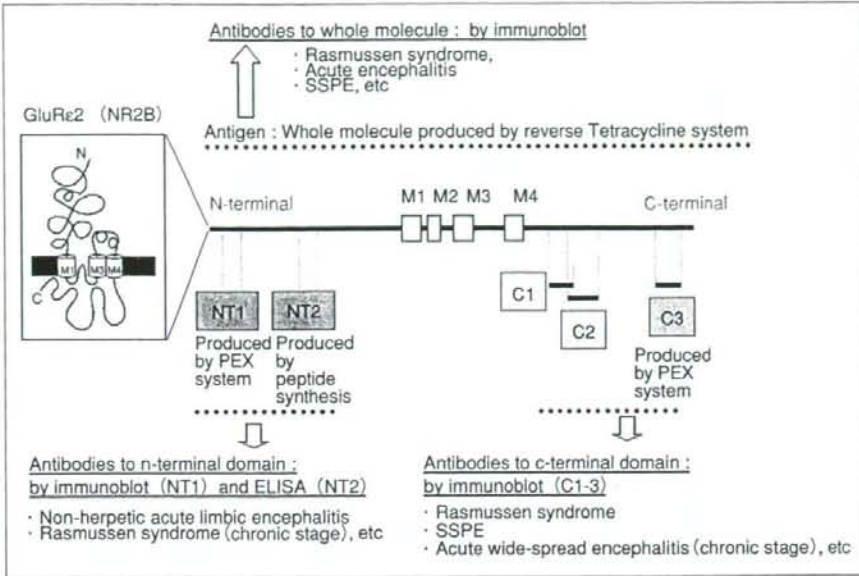 Antibodies to whole molecule : by immunoblot
· Rasmussen syndrome,
· Acute encephalitis
· SSPE, etc
GluRε2 (NR2B)
Antigen : Whole molecule produced by reverse Tetracycline system
N
M1 M3 M4
C
N-terminal
M1 M2 M3 M4
C-terminal
NT1
NT2
C1
C2
C3
Produced
by PEX
system
Produced
by
peptide
synthesis
Produced
by PEX
system
Antibodies to n-terminal domain :
by immunoblot (NT1) and ELISA (NT2)
· Non-herpetic acute limbic encephalitis
· Rasmussen syndrome (chronic stage), etc
Antibodies to c-terminal domain :
by immunoblot (C1-3)
· Rasmussen syndrome
· SSPE
· Acute wide-spread encephalitis (chronic stage), etc